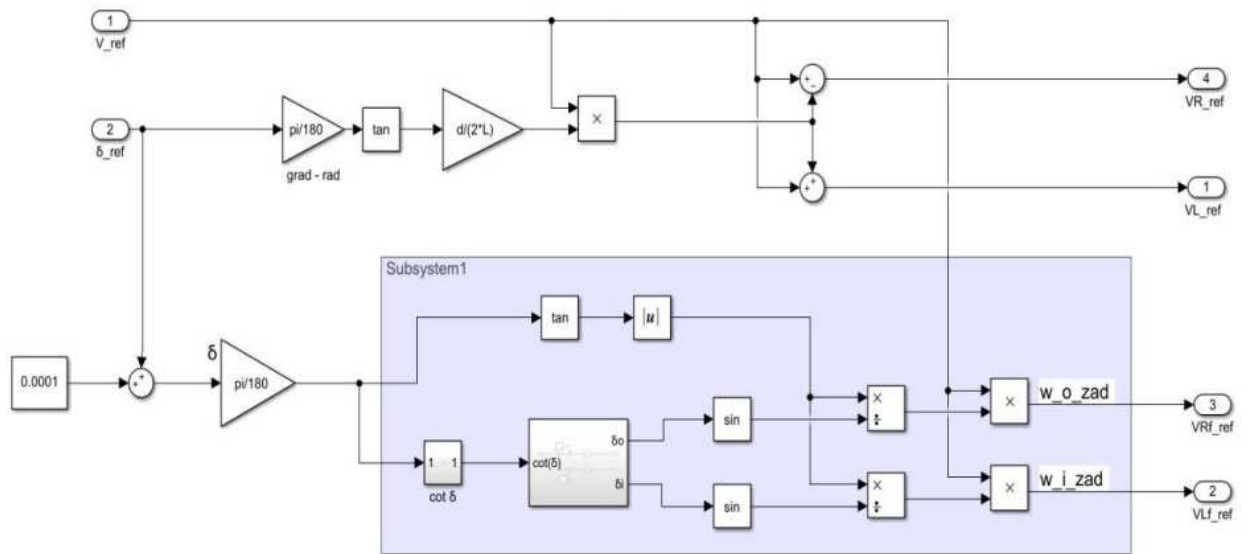 1
V_ref
2
δ_ref
pi/180
grad - rad
tan
d/(2*L)
×
+
-
4
VR_ref
+
+
1
VL_ref
Subsystem1
tan
|u|
0.0001
+
+
δ
pi/180
1
1
cot δ
cot(δ)
δo
δi
sin
sin
×
÷
×
÷
×
×
w_o_zad
3
VRf_ref
w_i_zad
2
VLf_ref